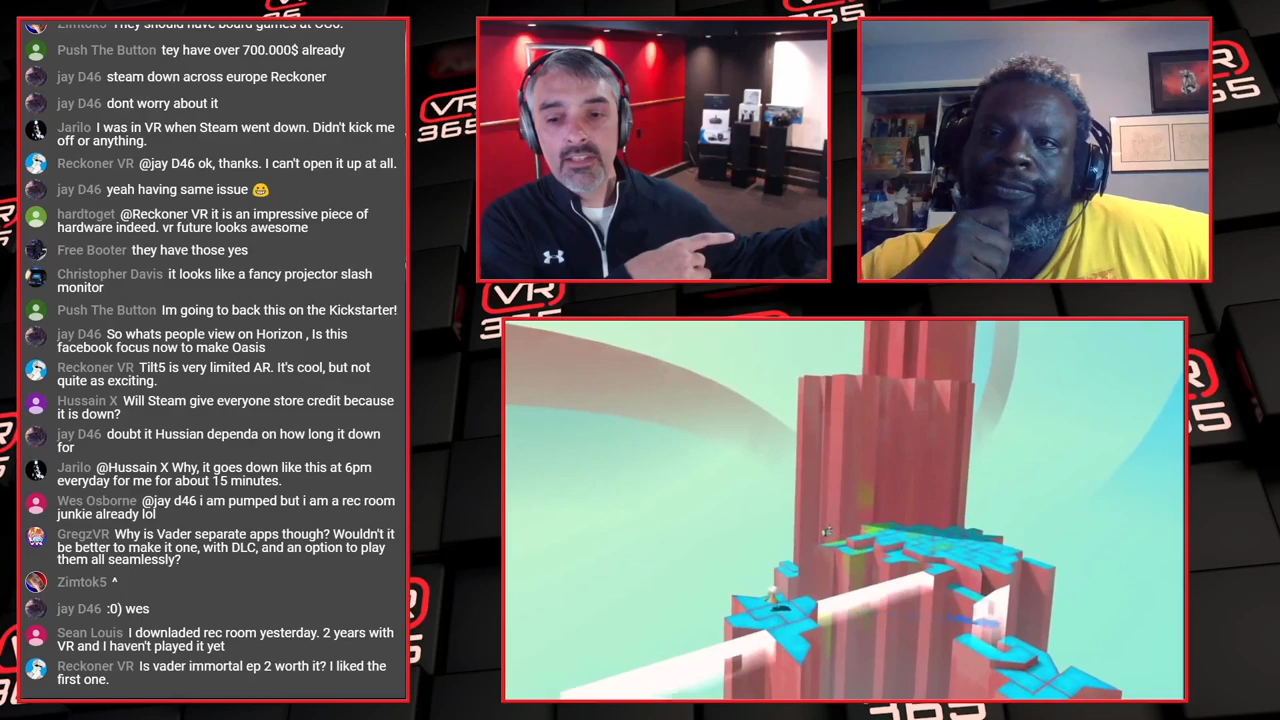 Zimtok5 They should have board games at OC6.
Push The Button tey have over 700.000$ already
jay D46 steam down across europe Reckoner
jay D46 dont worry about it
Jarilo I was in VR when Steam went down. Didn't kick me
off or anything.
Reckoner VR @jay D46 ok, thanks. I can't open it up at all.
jay D46 yeah having same issue 😁
hardtoget @Reckoner VR it is an impressive piece of
hardware indeed. vr future looks awesome
Free Booter they have those yes
Christopher Davis it looks like a fancy projector slash
monitor
Push The Button Im going to back this on the Kickstarter!
jay D46 So whats people view on Horizon , Is this
facebook focus now to make Oasis
Reckoner VR Tilt5 is very limited AR. It's cool, but not
quite as exciting.
Hussain X Will Steam give everyone store credit because
it is down?
jay D46 doubt it Hussian dependa on how long it down
for
Jarilo @Hussain X Why, it goes down like this at 6pm
everyday for me for about 15 minutes.
Wes Osborne @jay d46 i am pumped but i am a rec room
junkie already lol
GregzVR Why is Vader separate apps though? Wouldn't it
be better to make it one, with DLC, and an option to play
them all seamlessly?
Zimtok5 ^
jay D46 :0) wes
Sean Louis I downladed rec room yesterday. 2 years with
VR and I haven't played it yet
Reckoner VR Is vader immortal ep 2 worth it? I liked the
first one.
VR
365
VR
365